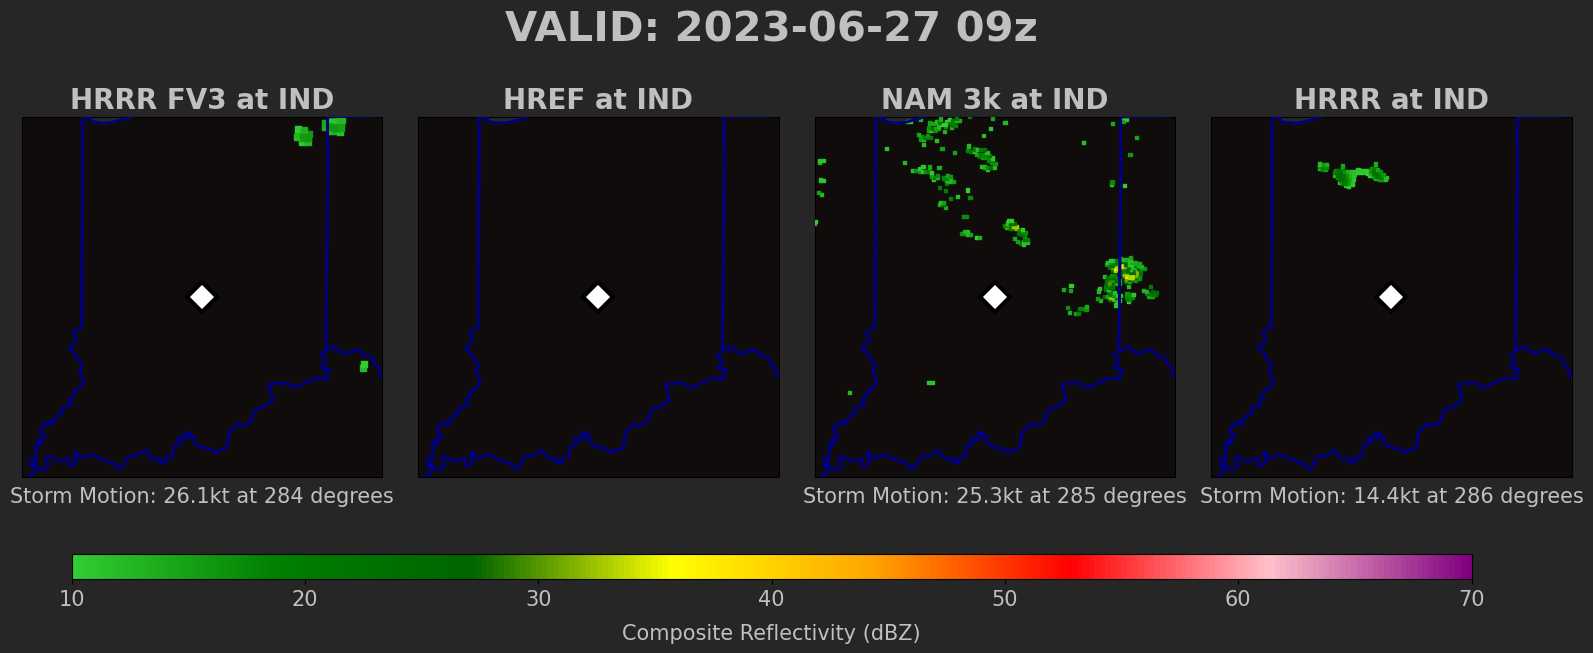 VALID: 2023-06-27 09z
HRRR FV3 at IND
HREF at IND
NAM 3k at IND
HRRR at IND
Storm Motion: 26.1kt at 284 degrees
Storm Motion: 25.3kt at 285 degrees
Storm Motion: 14.4kt at 286 degrees
10 20 30 40 50 60 70
Composite Reflectivity (dBZ)